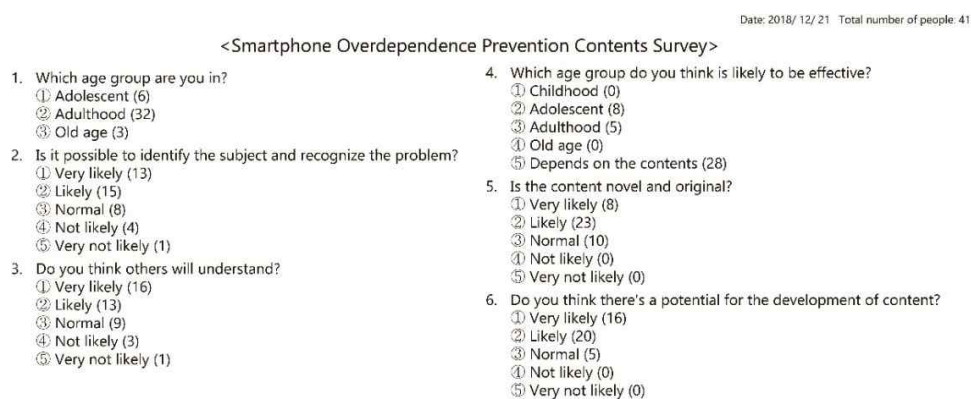 Date: 2018/ 12/ 21 Total number of people: 41
<Smartphone Overdependence Prevention Contents Survey>
1. Which age group are you in?
① Adolescent (6)
② Adulthood (32)
③ Old age (3)
2. Is it possible to identify the subject and recognize the problem?
① Very likely (13)
② Likely (15)
③ Normal (8)
④ Not likely (4)
⑤ Very not likely (1)
3. Do you think others will understand?
① Very likely (16)
② Likely (13)
③ Normal (9)
④ Not likely (3)
⑤ Very not likely (1)
4. Which age group do you think is likely to be effective?
① Childhood (0)
② Adolescent (8)
③ Adulthood (5)
④ Old age (0)
⑤ Depends on the contents (28)
5. Is the content novel and original?
① Very likely (8)
② Likely (23)
③ Normal (10)
④ Not likely (0)
⑤ Very not likely (0)
6. Do you think there's a potential for the development of content?
① Very likely (16)
② Likely (20)
③ Normal (5)
④ Not likely (0)
⑤ Very not likely (0)